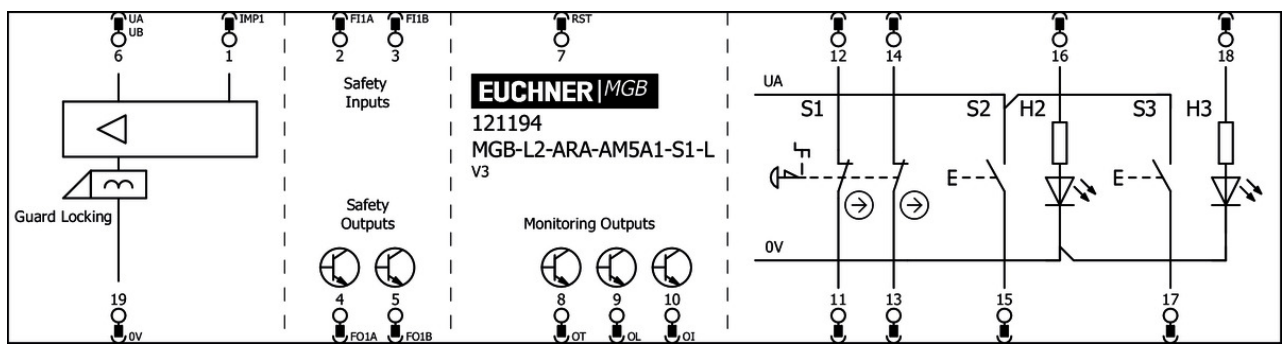 UA
UB
IMP1
FI1A
FI1B
RST
6
1
2
3
7
12
14
16
18
Safety
Inputs
EUCHNER MGB
121194
MGB-L2-ARA-AM5A1-S1-L
V3
UA
S1
S2
H2
S3
H3
E
E
Guard Locking
Safety
Outputs
Monitoring Outputs
0V
19
4
5
8
9
10
11
13
15
17
0V
FO1A
FO1B
OT
OL
OI